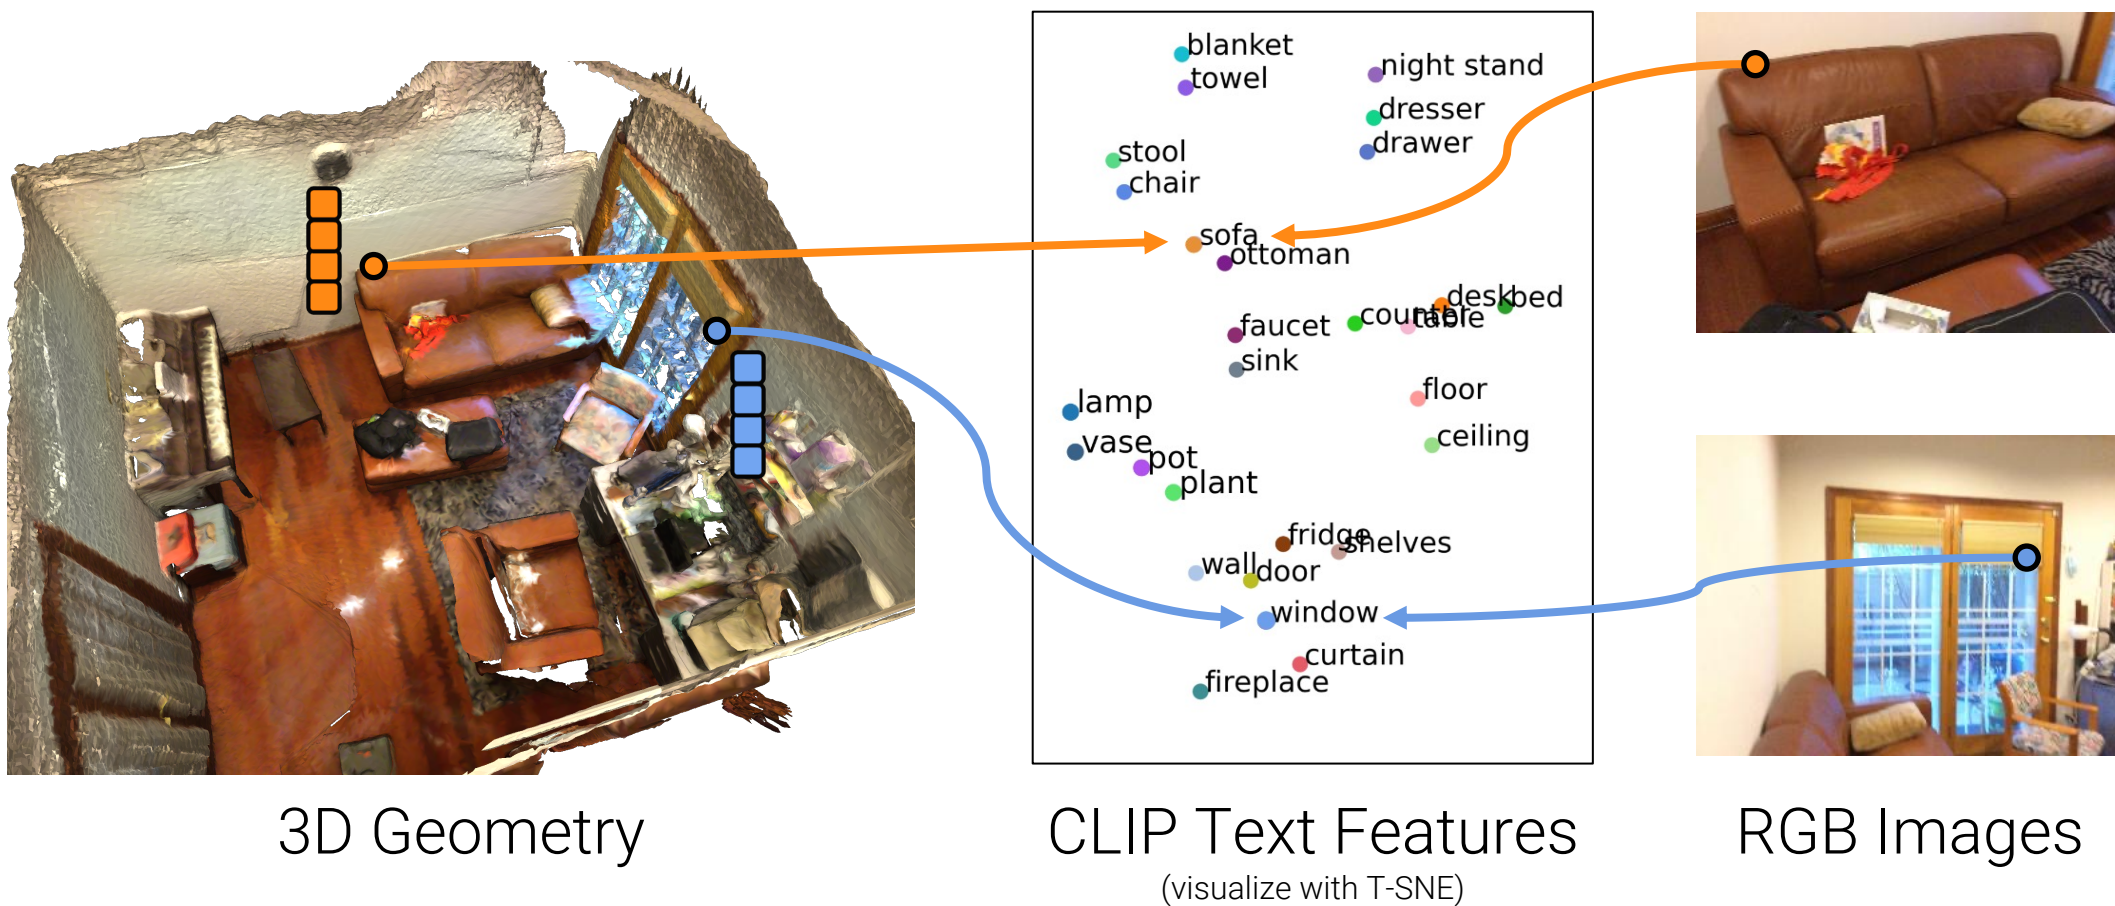 blanket
towel
night stand
dresser
drawer
stool
chair
sofa
ottoman
desk
bed
counter
table
faucet
sink
floor
lamp
ceiling
vase
pot
plant
fridge
shelves
wall
door
window
curtain
fireplace
3D Geometry
CLIP Text Features
(visualize with T-SNE)
RGB Images